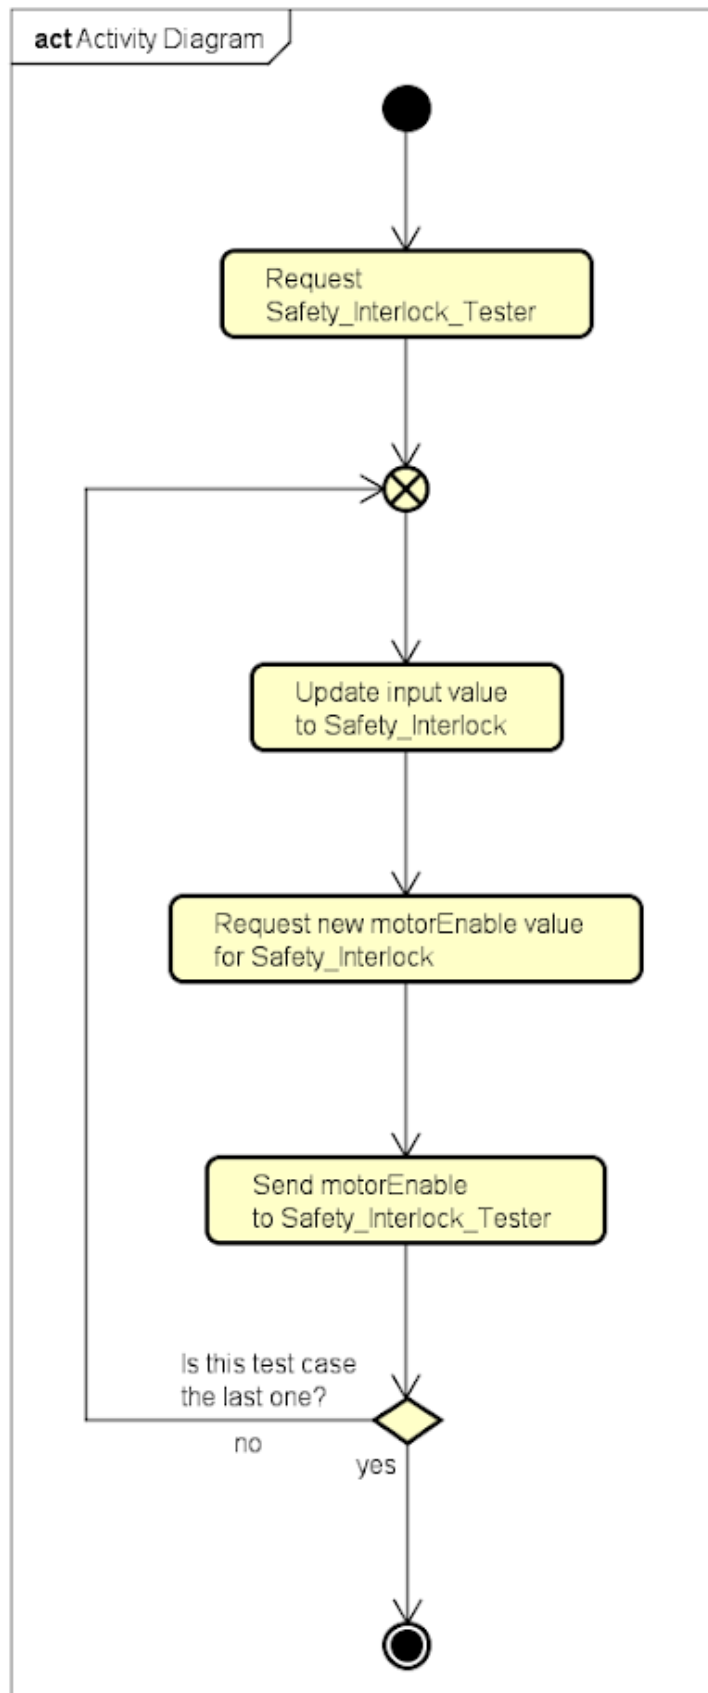 act Activity Diagram
Request
Safety_Interlock_Tester
Update input value
to Safety_Interlock
Request new motorEnable value
for Safety_Interlock
Send motorEnable
to Safety_Interlock_Tester
Is this test case
the last one?
no
yes